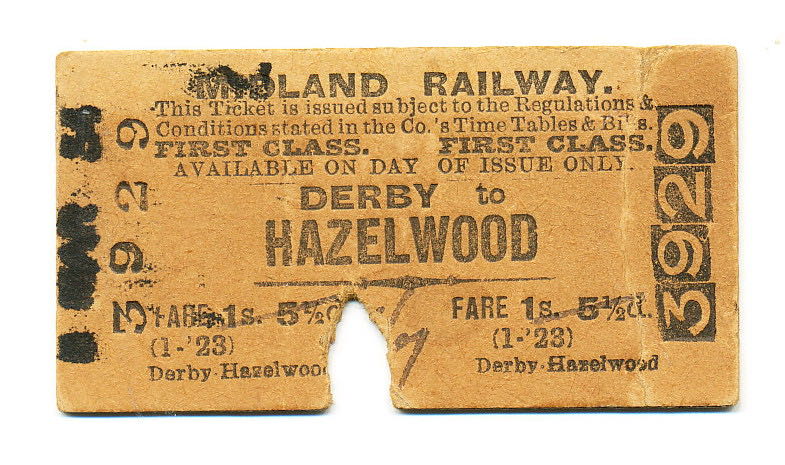 MIDLAND RAILWAY.
This Ticket is issued subject to the Regulations &
Conditions stated in the Co.'s Time Tables & Bills.
FIRST CLASS. FIRST CLASS.
AVAILABLE ON DAY OF ISSUE ONLY.
DERBY to
HAZELWOOD
FARE 1s. 5½d. FARE 1s. 5½d.
(1-'23) (1-'23)
Derby-Hazelwood Derby-Hazelwood
3929
3929